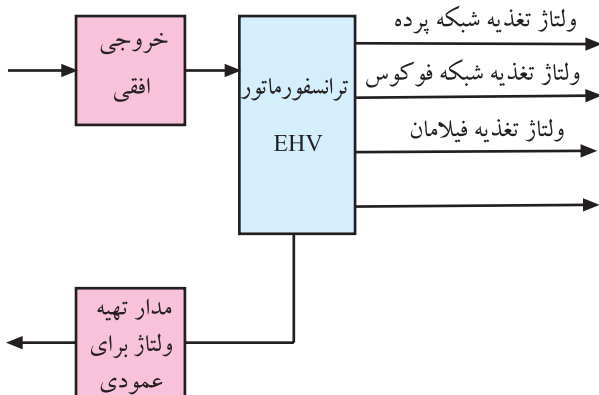 خروجی
افقی
ترانسفورماتور
EHV
ولتاژ تغذیه شبکه پرده
ولتاژ تغذیه شبکه فوکوس
ولتاژ تغذیه فیلامان
مدار تهیه
ولتاژ برای
عمودی